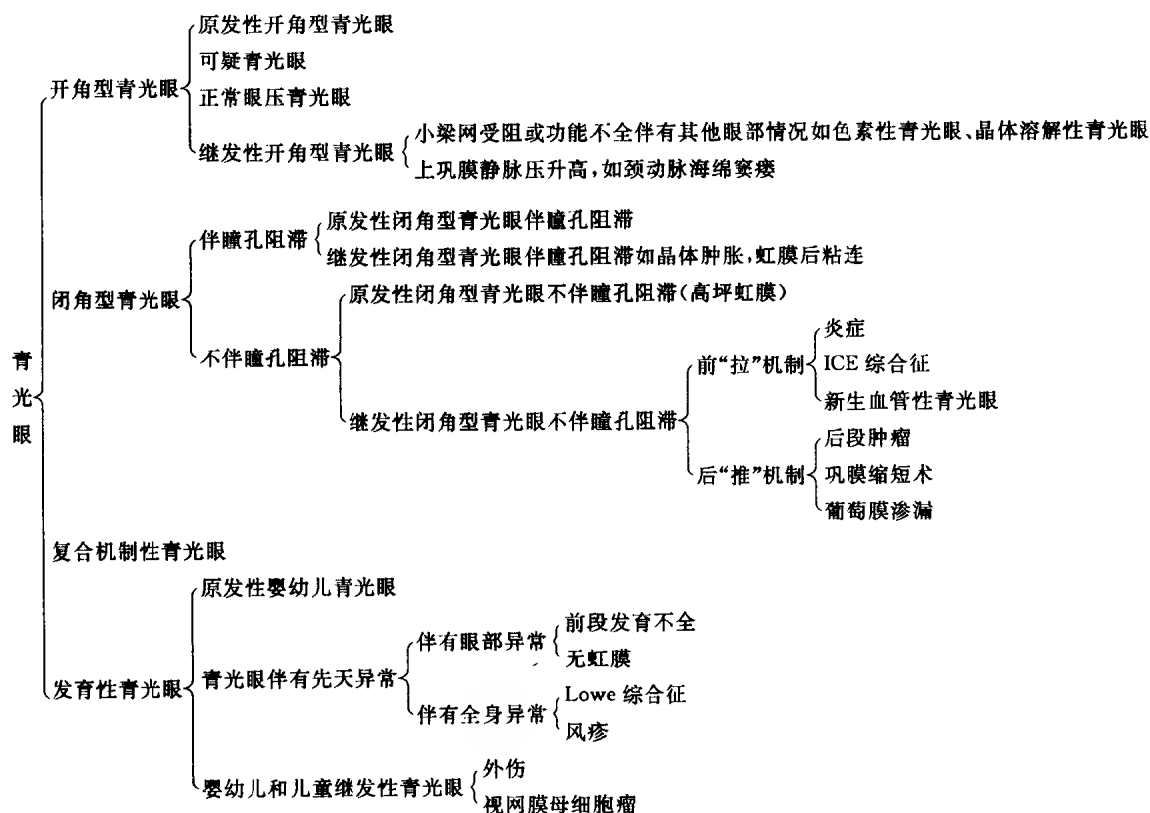 青光眼
开角型青光眼
原发性开角型青光眼
可疑青光眼
正常眼压青光眼
继发性开角型青光眼
小梁网受阻或功能不全伴有其他眼部情况如色素性青光眼、晶体溶解性青光眼
上巩膜静脉压升高,如颈动脉海绵窦瘘
闭角型青光眼
伴瞳孔阻滞
原发性闭角型青光眼伴瞳孔阻滞
继发性闭角型青光眼伴瞳孔阻滞如晶体肿胀,虹膜后粘连
不伴瞳孔阻滞
原发性闭角型青光眼不伴瞳孔阻滞(高坪虹膜)
继发性闭角型青光眼不伴瞳孔阻滞
前“拉”机制
炎症
ICE 综合征
新生血管性青光眼
后“推”机制
后段肿瘤
巩膜缩短术
葡萄膜渗漏
复合机制性青光眼
发育性青光眼
原发性婴幼儿青光眼
青光眼伴有先天异常
伴有眼部异常
前段发育不全
无虹膜
伴有全身异常
Lowe 综合征
风疹
婴幼儿和儿童继发性青光眼
外伤
视网膜母细胞瘤